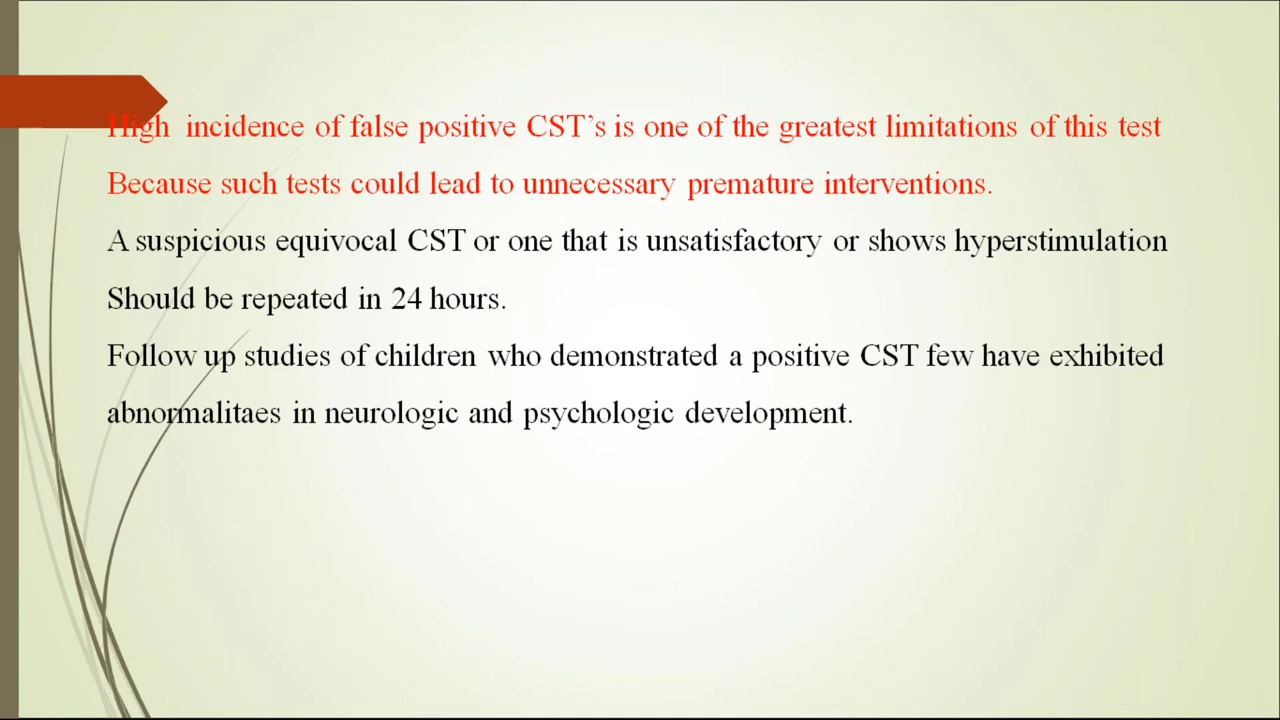 High incidence of false positive CST’s is one of the greatest limitations of this test
Because such tests could lead to unnecessary premature interventions.
A suspicious equivocal CST or one that is unsatisfactory or shows hyperstimulation
Should be repeated in 24 hours.
Follow up studies of children who demonstrated a positive CST few have exhibited
abnormalitaes in neurologic and psychologic development.